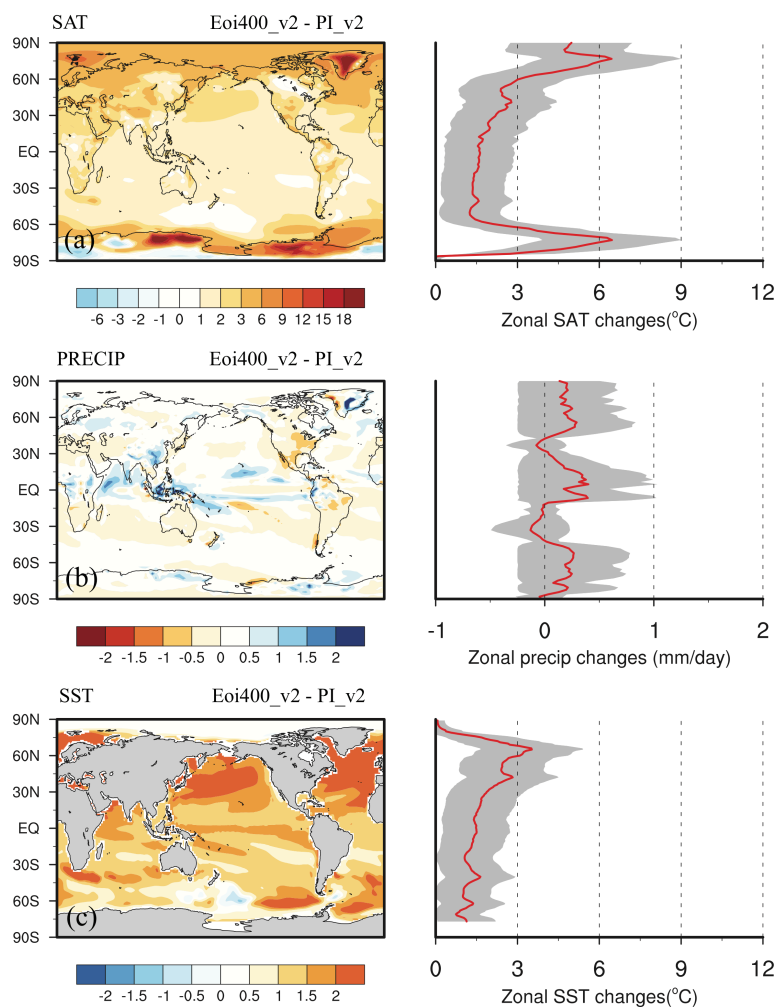 SAT Eoi400_v2 - PI_v2
90N
60N
30N
EQ
30S
60S
90S
(a)
-6 -3 -2 -1 0 1 2 3 6 9 12 15 18
0 3 6 9 12
Zonal SAT changes(°C)
PRECIP Eoi400_v2 - PI_v2
90N
60N
30N
EQ
30S
60S
90S
(b)
-2 -1.5 -1 -0.5 0 0.5 1 1.5 2
-1 0 1 2
Zonal precip changes (mm/day)
SST Eoi400_v2 - PI_v2
90N
60N
30N
EQ
30S
60S
90S
(c)
-2 -1.5 -1 -0.5 0 0.5 1 1.5 2
0 3 6 9 12
Zonal SST changes(°C)